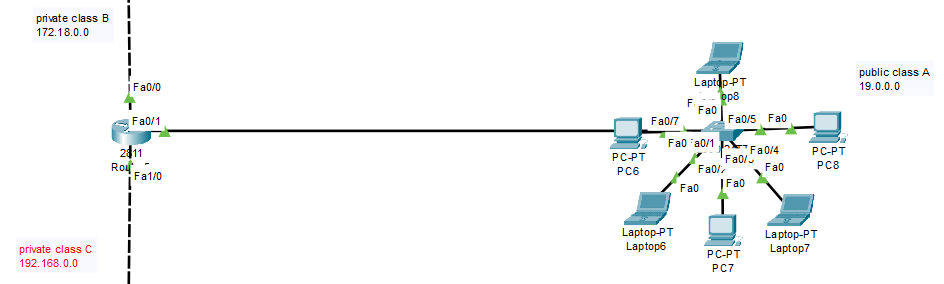 private class B
172.18.0.0
Fa0/0
Fa0/1
2811
Fa1/0
private class C
192.168.0.0
public class A
19.0.0.0
Laptop-PT
Fa0
Fa0/5
Fa0
Fa0/7
PC-PT
PC6
Fa0
Fa0/4
PC-PT
PC8
Fa0
Fa0
Fa0
Laptop-PT
Laptop6
PC-PT
PC7
Laptop-PT
Laptop7